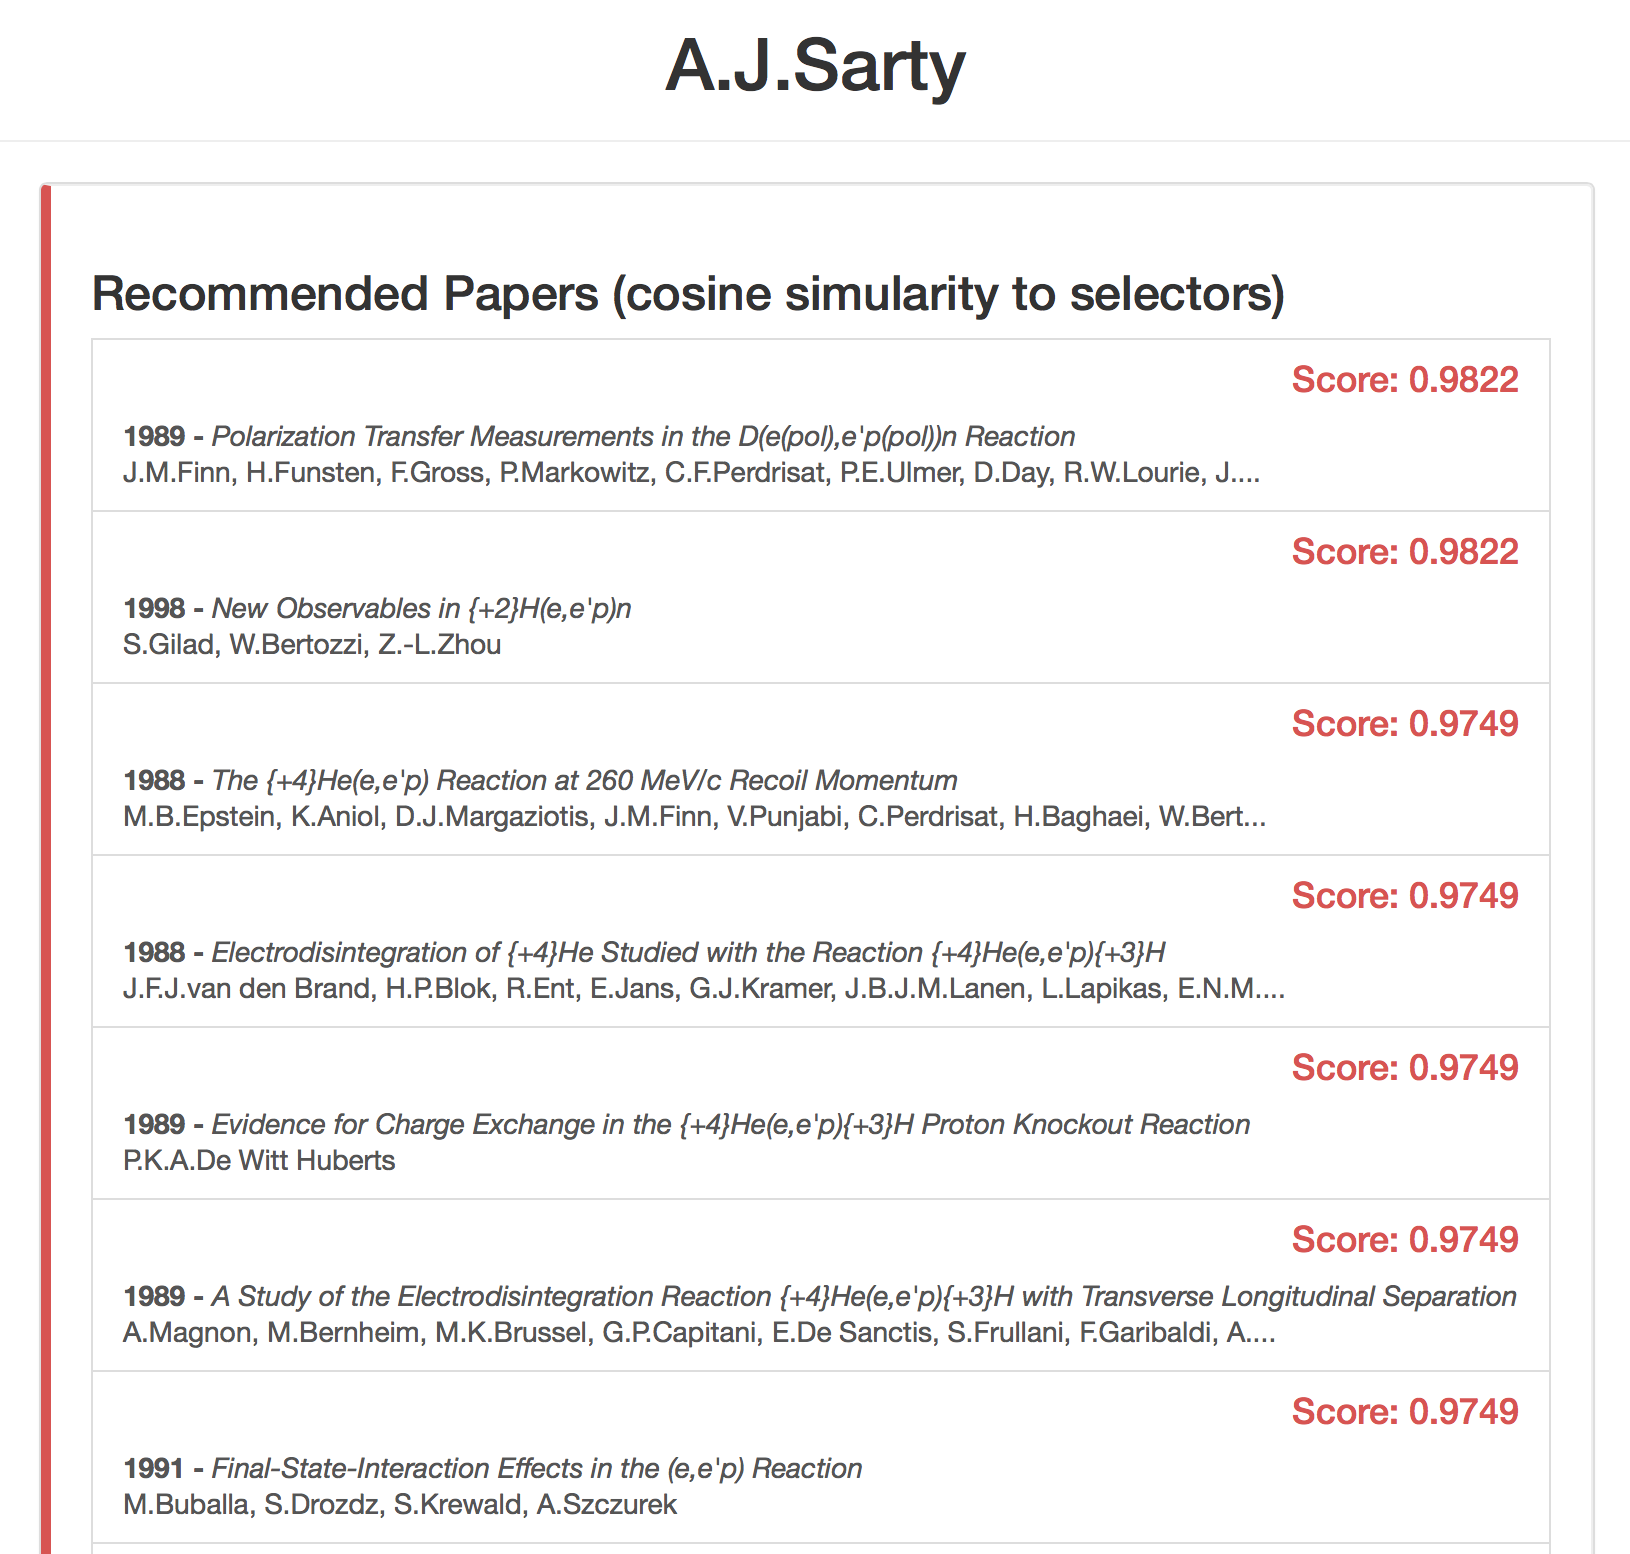 A.J.Sarty
Recommended Papers (cosine simularity to selectors)
Score: 0.9822
1989 - Polarization Transfer Measurements in the D(e(pol),e'p(pol))n Reaction
J.M.Finn, H.Funsten, F.Gross, P.Markowitz, C.F.Perdrisat, P.E.Ulmer, D.Day, R.W.Lourie, J....
Score: 0.9822
1998 - New Observables in {+2}H(e,e'p)n
S.Gilad, W.Bertozzi, Z.-L.Zhou
Score: 0.9749
1988 - The {+4}He(e,e'p) Reaction at 260 MeV/c Recoil Momentum
M.B.Epstein, K.Aniol, D.J.Margaziotis, J.M.Finn, V.Punjabi, C.Perdrisat, H.Baghaei, W.Bert...
Score: 0.9749
1988 - Electrodisintegration of {+4}He Studied with the Reaction {+4}He(e,e'p){+3}H
J.F.J.van den Brand, H.P.Blok, R.Ent, E.Jans, G.J.Kramer, J.B.J.M.Lanen, L.Lapikas, E.N.M....
Score: 0.9749
1989 - Evidence for Charge Exchange in the {+4}He(e,e'p){+3}H Proton Knockout Reaction
P.K.A.De Witt Huberts
Score: 0.9749
1989 - A Study of the Electrodisintegration Reaction {+4}He(e,e'p){+3}H with Transverse Longitudinal Separation
A.Magnon, M.Bernheim, M.K.Brussel, G.P.Capitani, E.De Sanctis, S.Frullani, F.Garibaldi, A....
Score: 0.9749
1991 - Final-State-Interaction Effects in the (e,e'p) Reaction
M.Buballa, S.Drozdz, S.Krewald, A.Szczurek